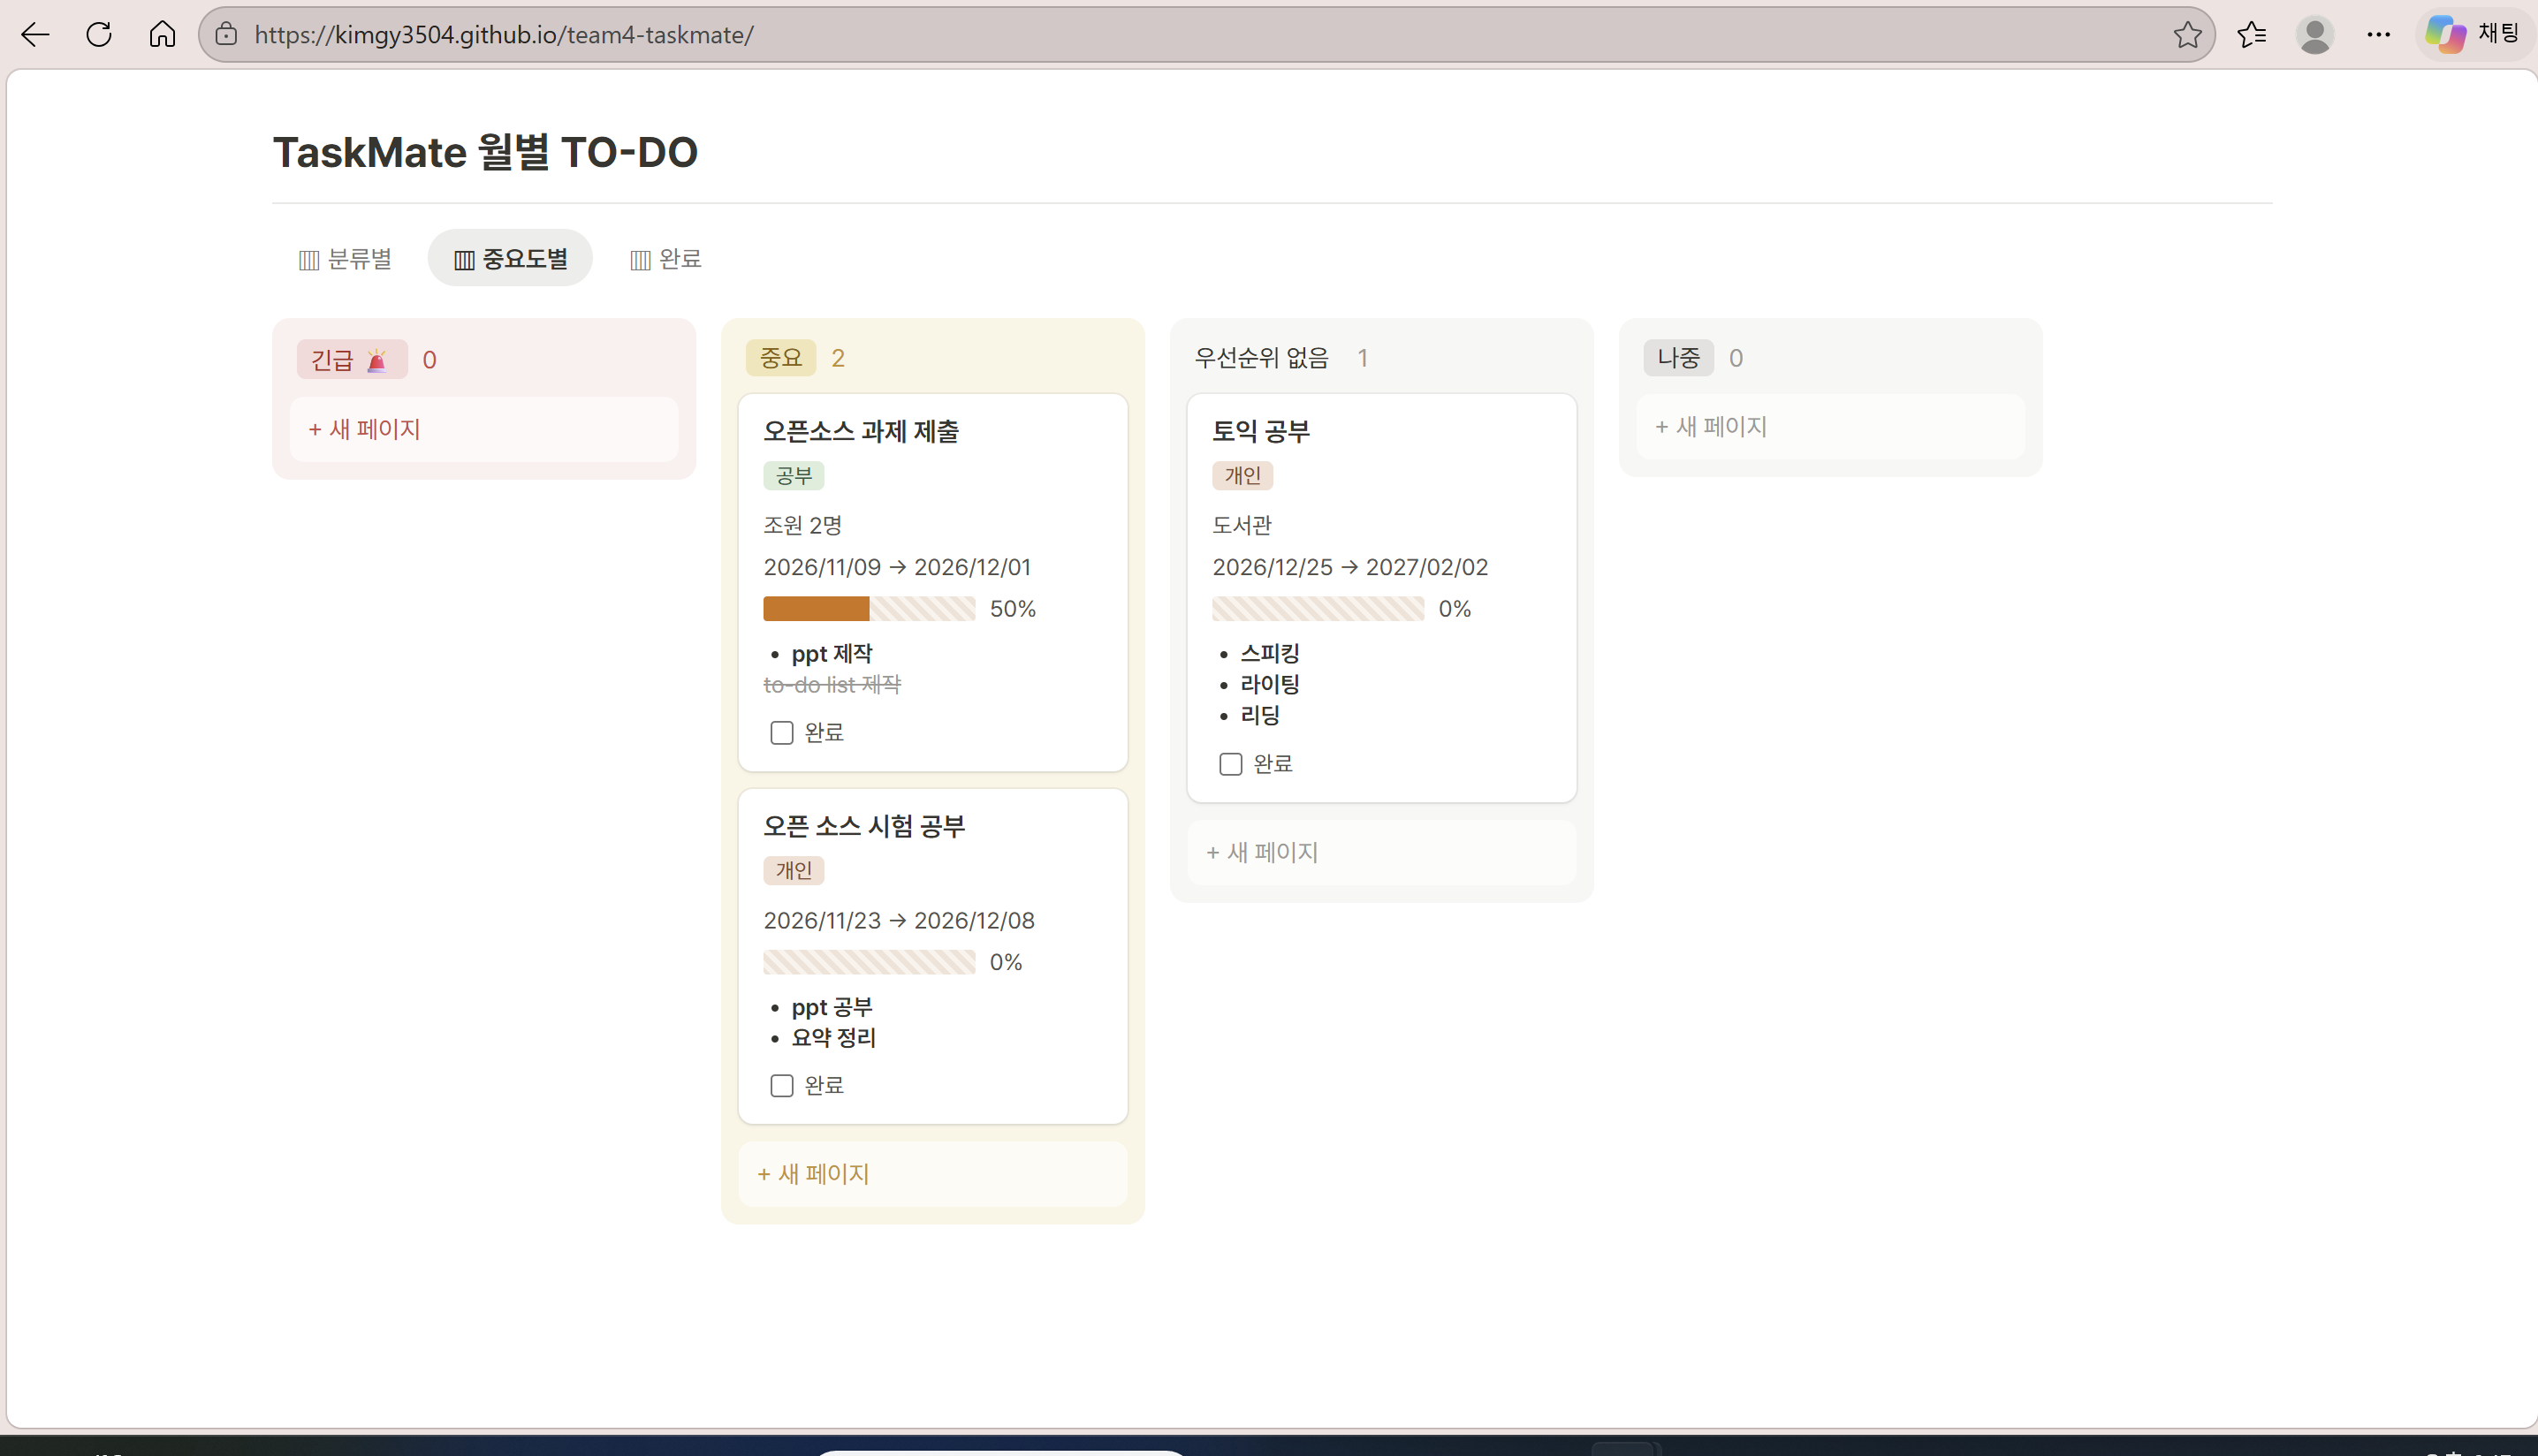 https://kimgy3504.github.io/team4-taskmate/
채팅
TaskMate 월별 TO-DO
분류별
중요도별
완료
긴급 🚨 0
+ 새 페이지
중요 2
오픈소스 과제 제출
공부
조원 2명
2026/11/09 → 2026/12/01
50%
• ppt 제작
to-do list 제작
완료
오픈 소스 시험 공부
개인
2026/11/23 → 2026/12/08
0%
• ppt 공부
• 요약 정리
완료
+ 새 페이지
우선순위 없음 1
토익 공부
개인
도서관
2026/12/25 → 2027/02/02
0%
• 스피킹
• 라이팅
• 리딩
완료
+ 새 페이지
나중 0
+ 새 페이지